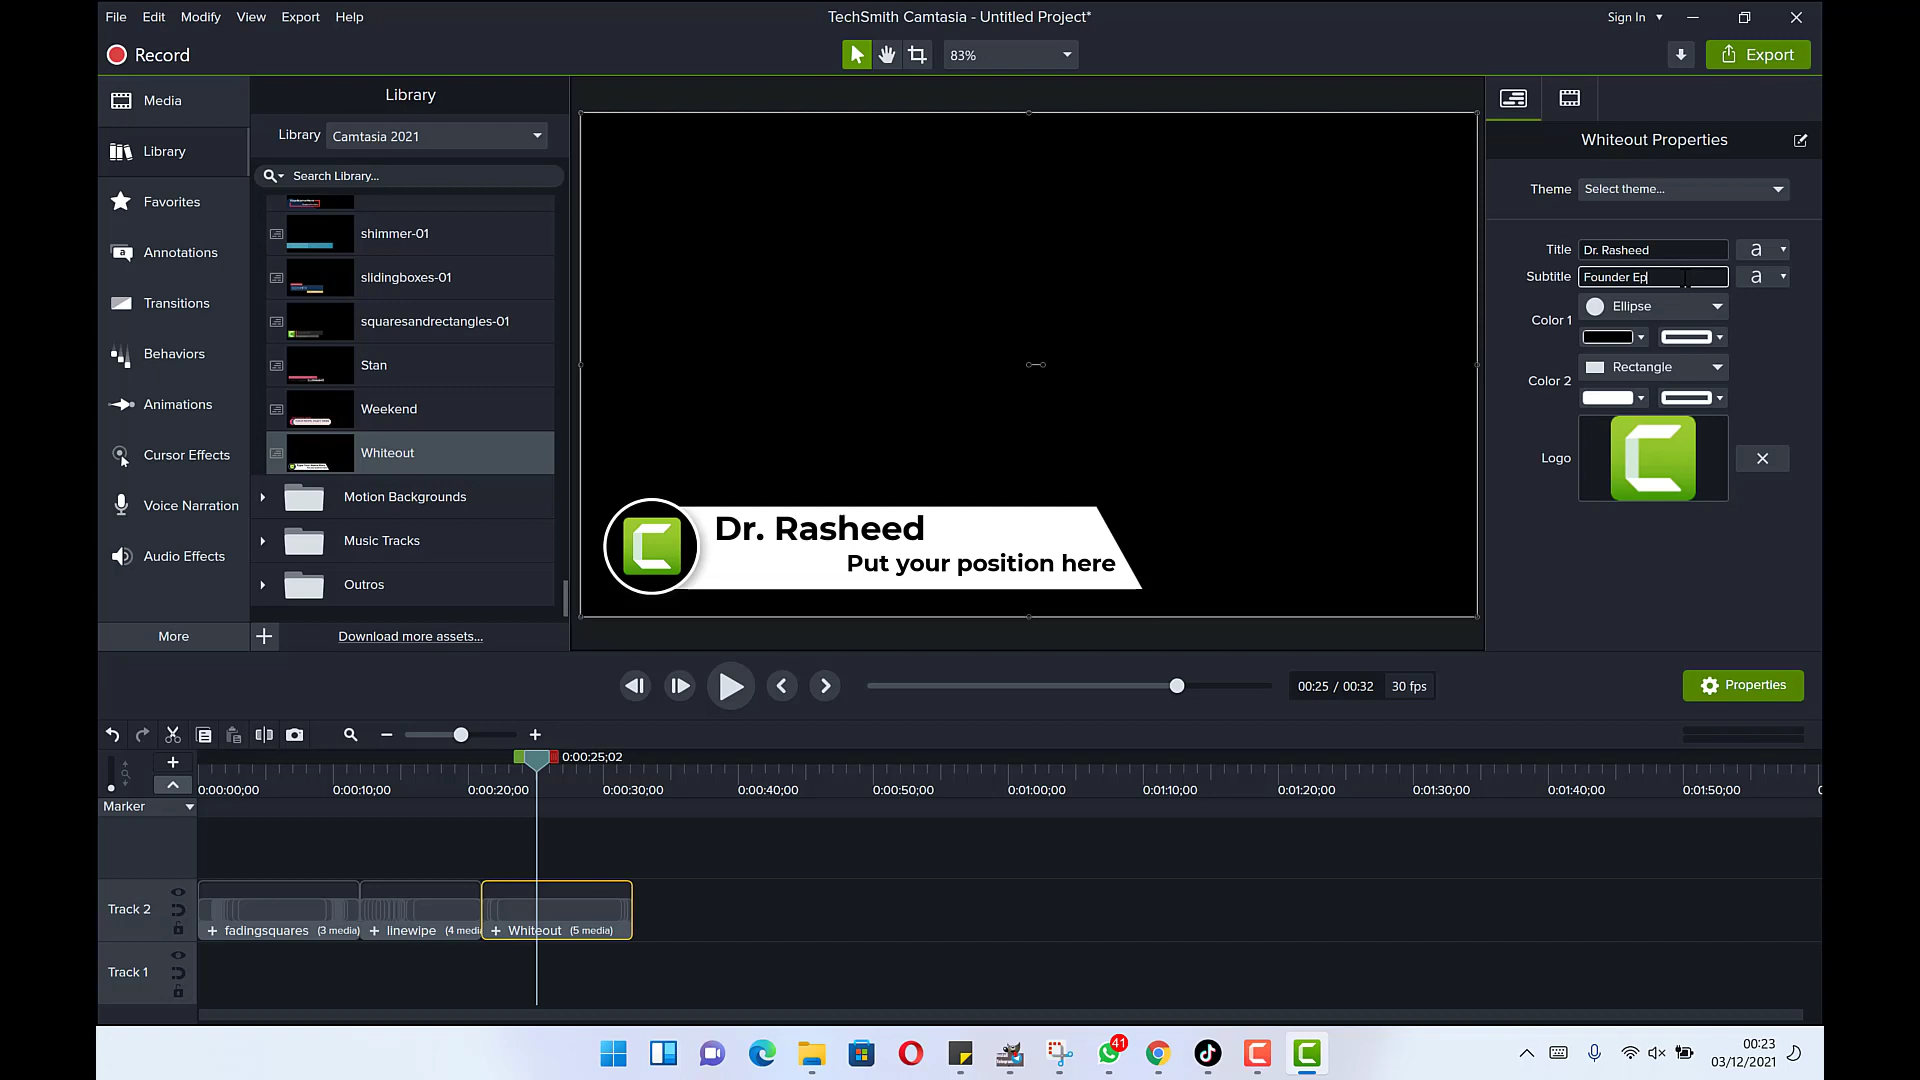 File Edit Modify View Export Help
TechSmith Camtasia - Untitled Project*
Sign In
Record
83%
Export
Media
Library
Favorites
Annotations
Transitions
Behaviors
Animations
Cursor Effects
Voice Narration
Audio Effects
More
Library
Library Camtasia 2021
Search Library...
shimmer-01
slidingboxes-01
squaresandrectangles-01
Stan
Weekend
Whiteout
Motion Backgrounds
Music Tracks
Outros
Download more assets...
Dr. Rasheed
Put your position here
Whiteout Properties
Theme Select theme...
Title Dr. Rasheed a
Subtitle Founder Ep a
Color 1 Ellipse
Color 2 Rectangle
Logo
00:25 / 00:32 30 fps
Properties
0:00:25;02
0:00:00;00 0:00:10;00 0:00:20;00 0:00:30;00 0:00:40;00 0:00:50;00 0:01:00;00 0:01:10;00 0:01:20;00 0:01:30;00 0:01:40;00 0:01:50;00
Marker
Track 2
+ fadingsquares (3 media) + linewipe (4 medi + Whiteout (5 media)
Track 1
41
00:23
03/12/2021